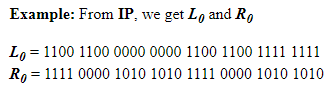 Example: From IP, we get L0 and R0
L0 = 1100 1100 0000 0000 1100 1100 1111 1111
R0 = 1111 0000 1010 1010 1111 0000 1010 1010